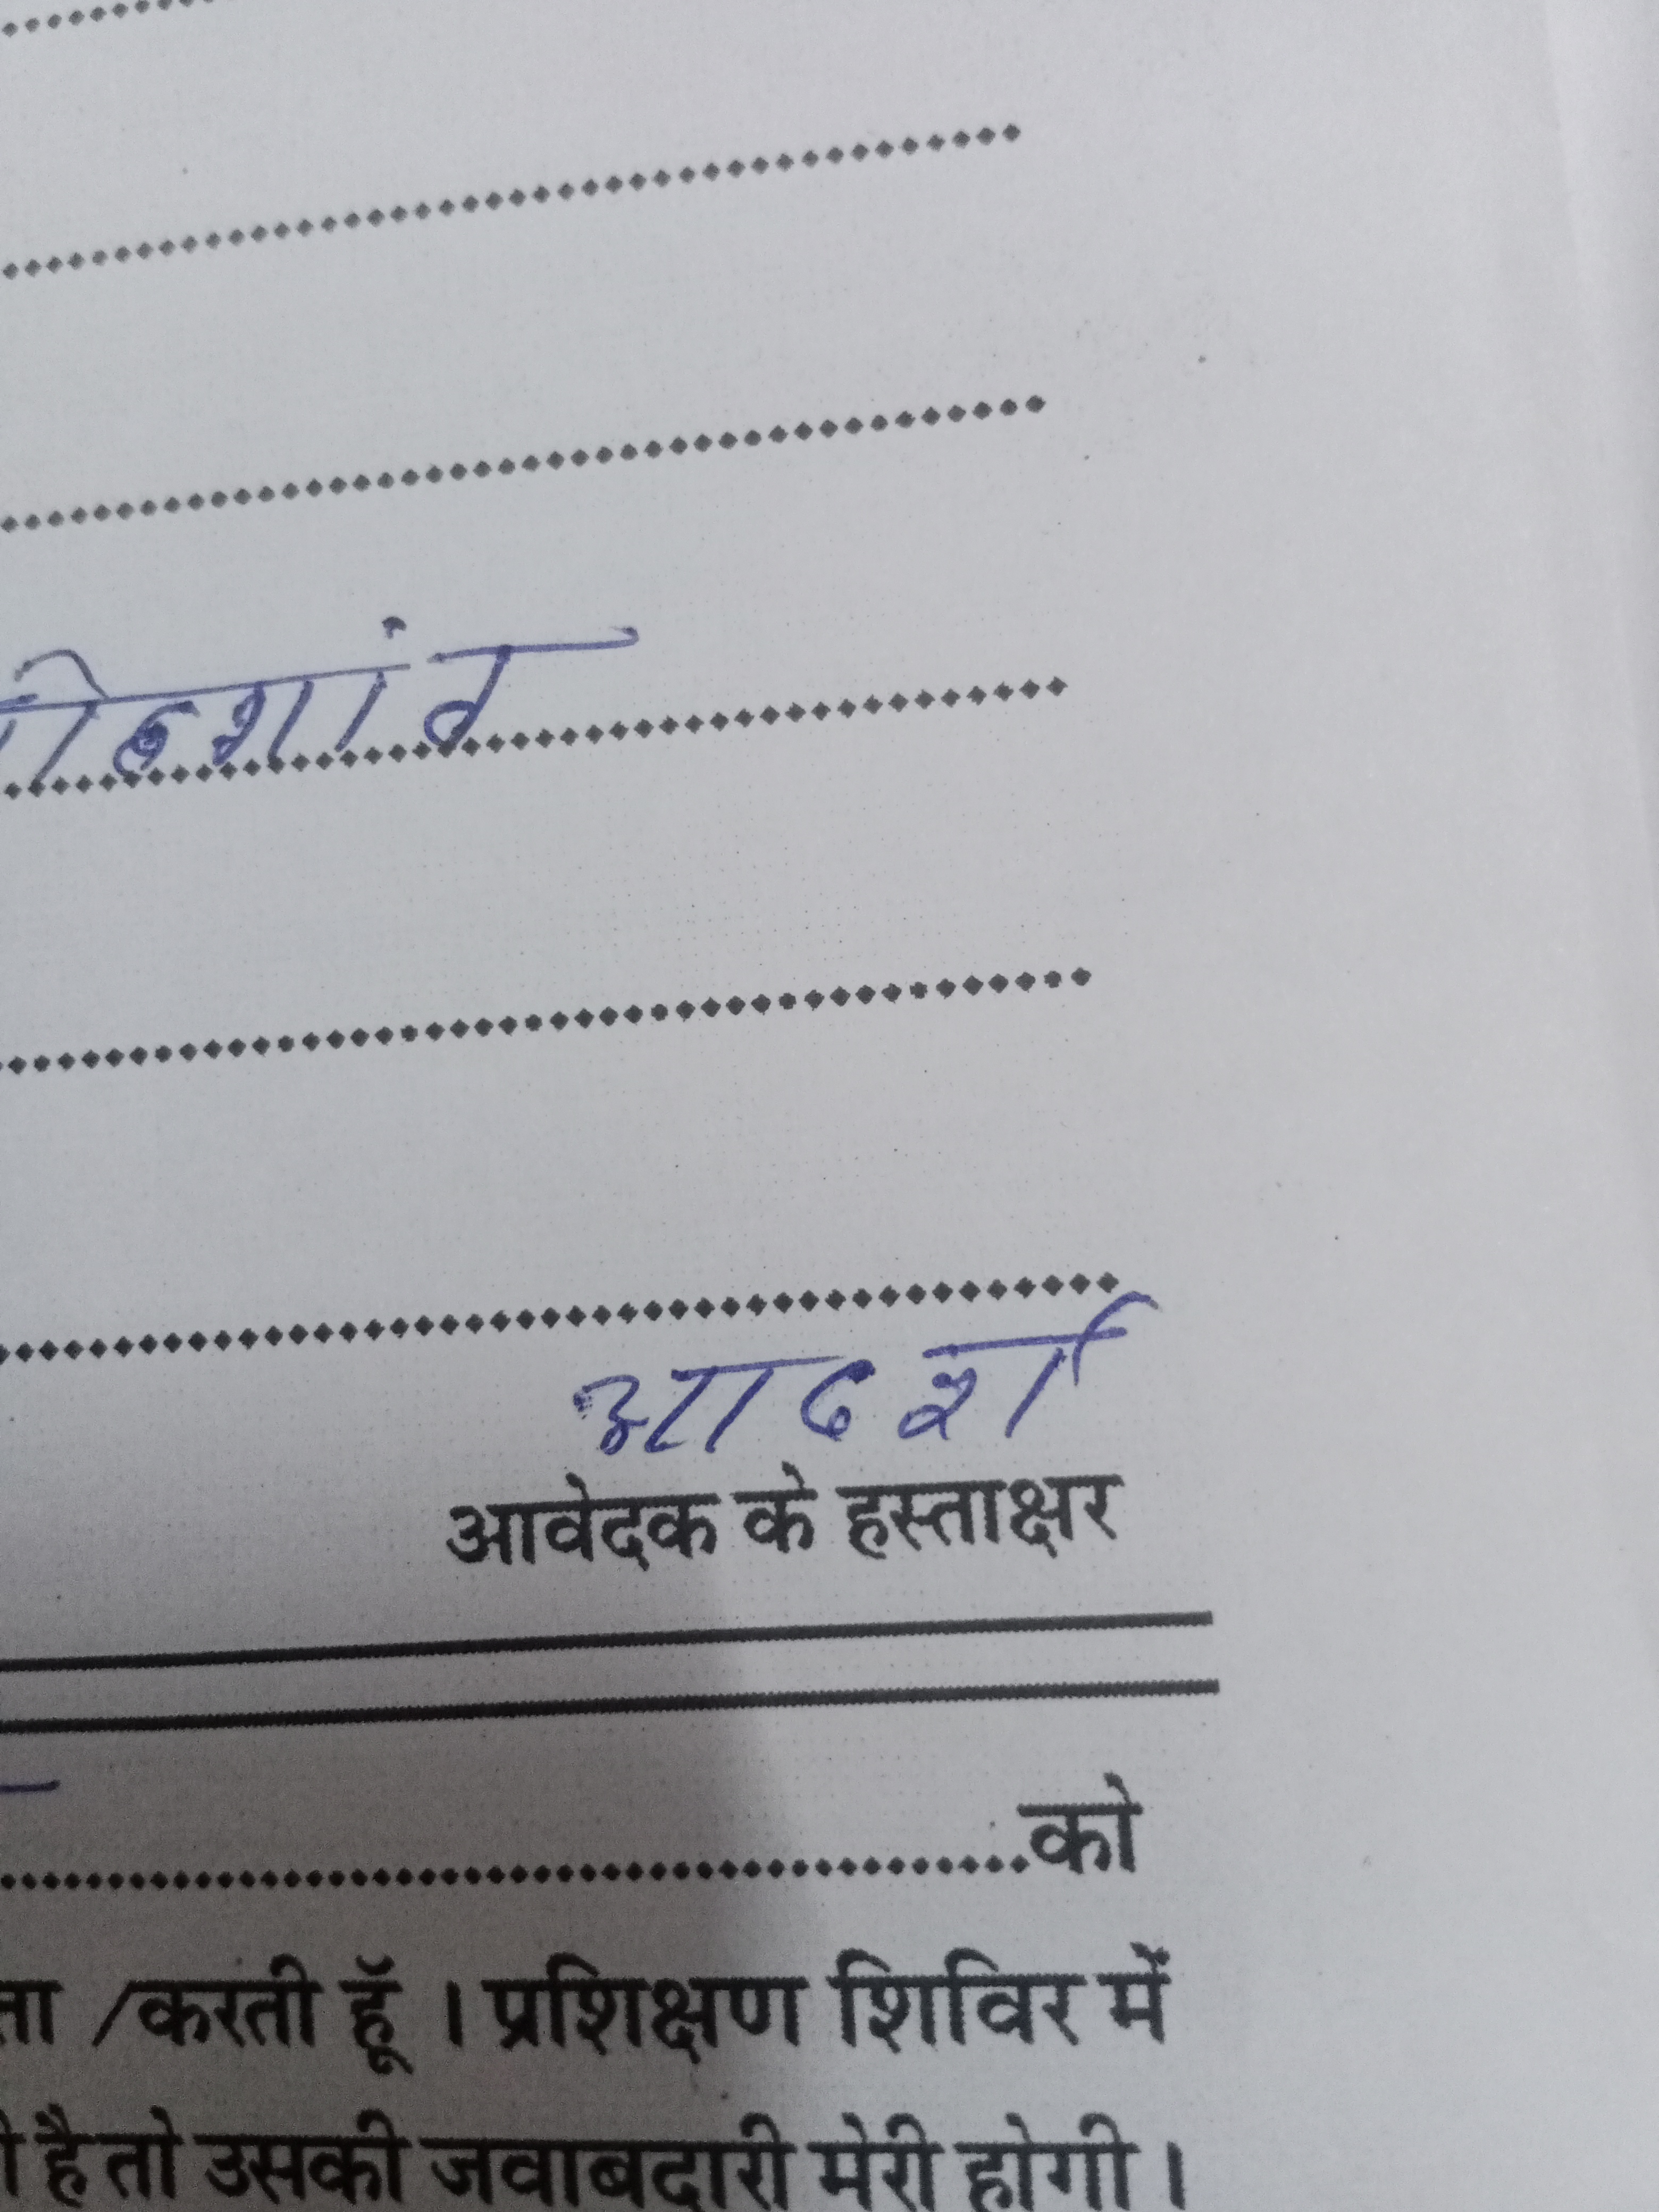 आदर्श
आवेदक के हस्ताक्षर
को
/करती हूॅ । प्रशिक्षण शिविर में
है तो उसकी जवाबदारी मेरी होगी ।